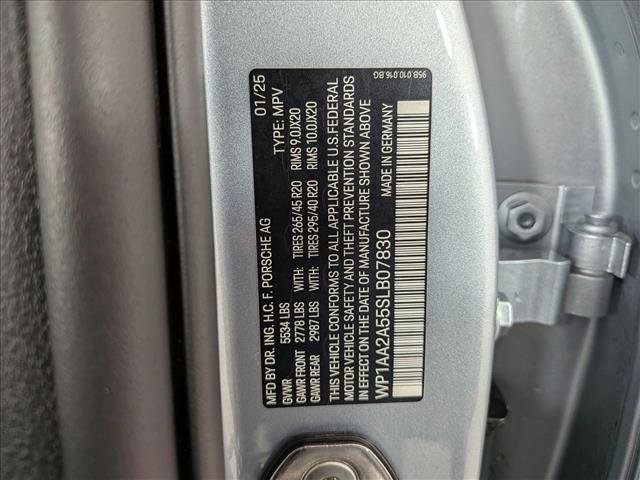 MFD BY DR. ING. H.C. F. PORSCHE AG 01/25
GVWR 5534 LBS TYPE: MPV
GAWR FRONT 2778 LBS WITH: TIRES 265/45 R20 RIMS 9.0JX20
GAWR REAR 2987 LBS WITH: TIRES 295/40 R20 RIMS 10.0JX20
THIS VEHICLE CONFORMS TO ALL APPLICABLE U.S. FEDERAL
MOTOR VEHICLE SAFETY AND THEFT PREVENTION STANDARDS
IN EFFECT ON THE DATE OF MANUFACTURE SHOWN ABOVE
MADE IN GERMANY
WP1AA2A55SLB07830
95B.010.016.BG